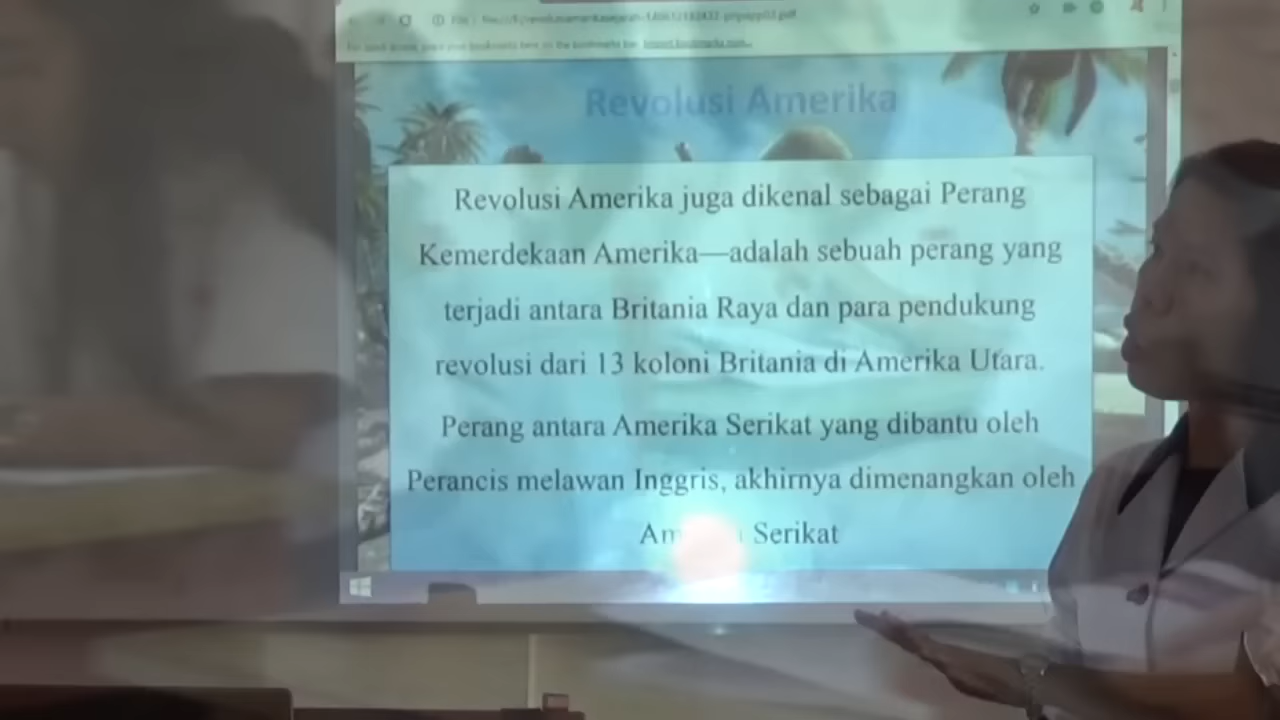 Revolusi Amerika
Revolusi Amerika juga dikenal sebagai Perang
Kemerdekaan Amerika—adalah sebuah perang yang
terjadi antara Britania Raya dan para pendukung
revolusi dari 13 koloni Britania di Amerika Utara.
Perang antara Amerika Serikat yang dibantu oleh
Perancis melawan Inggris, akhirnya dimenangkan oleh
Serikat